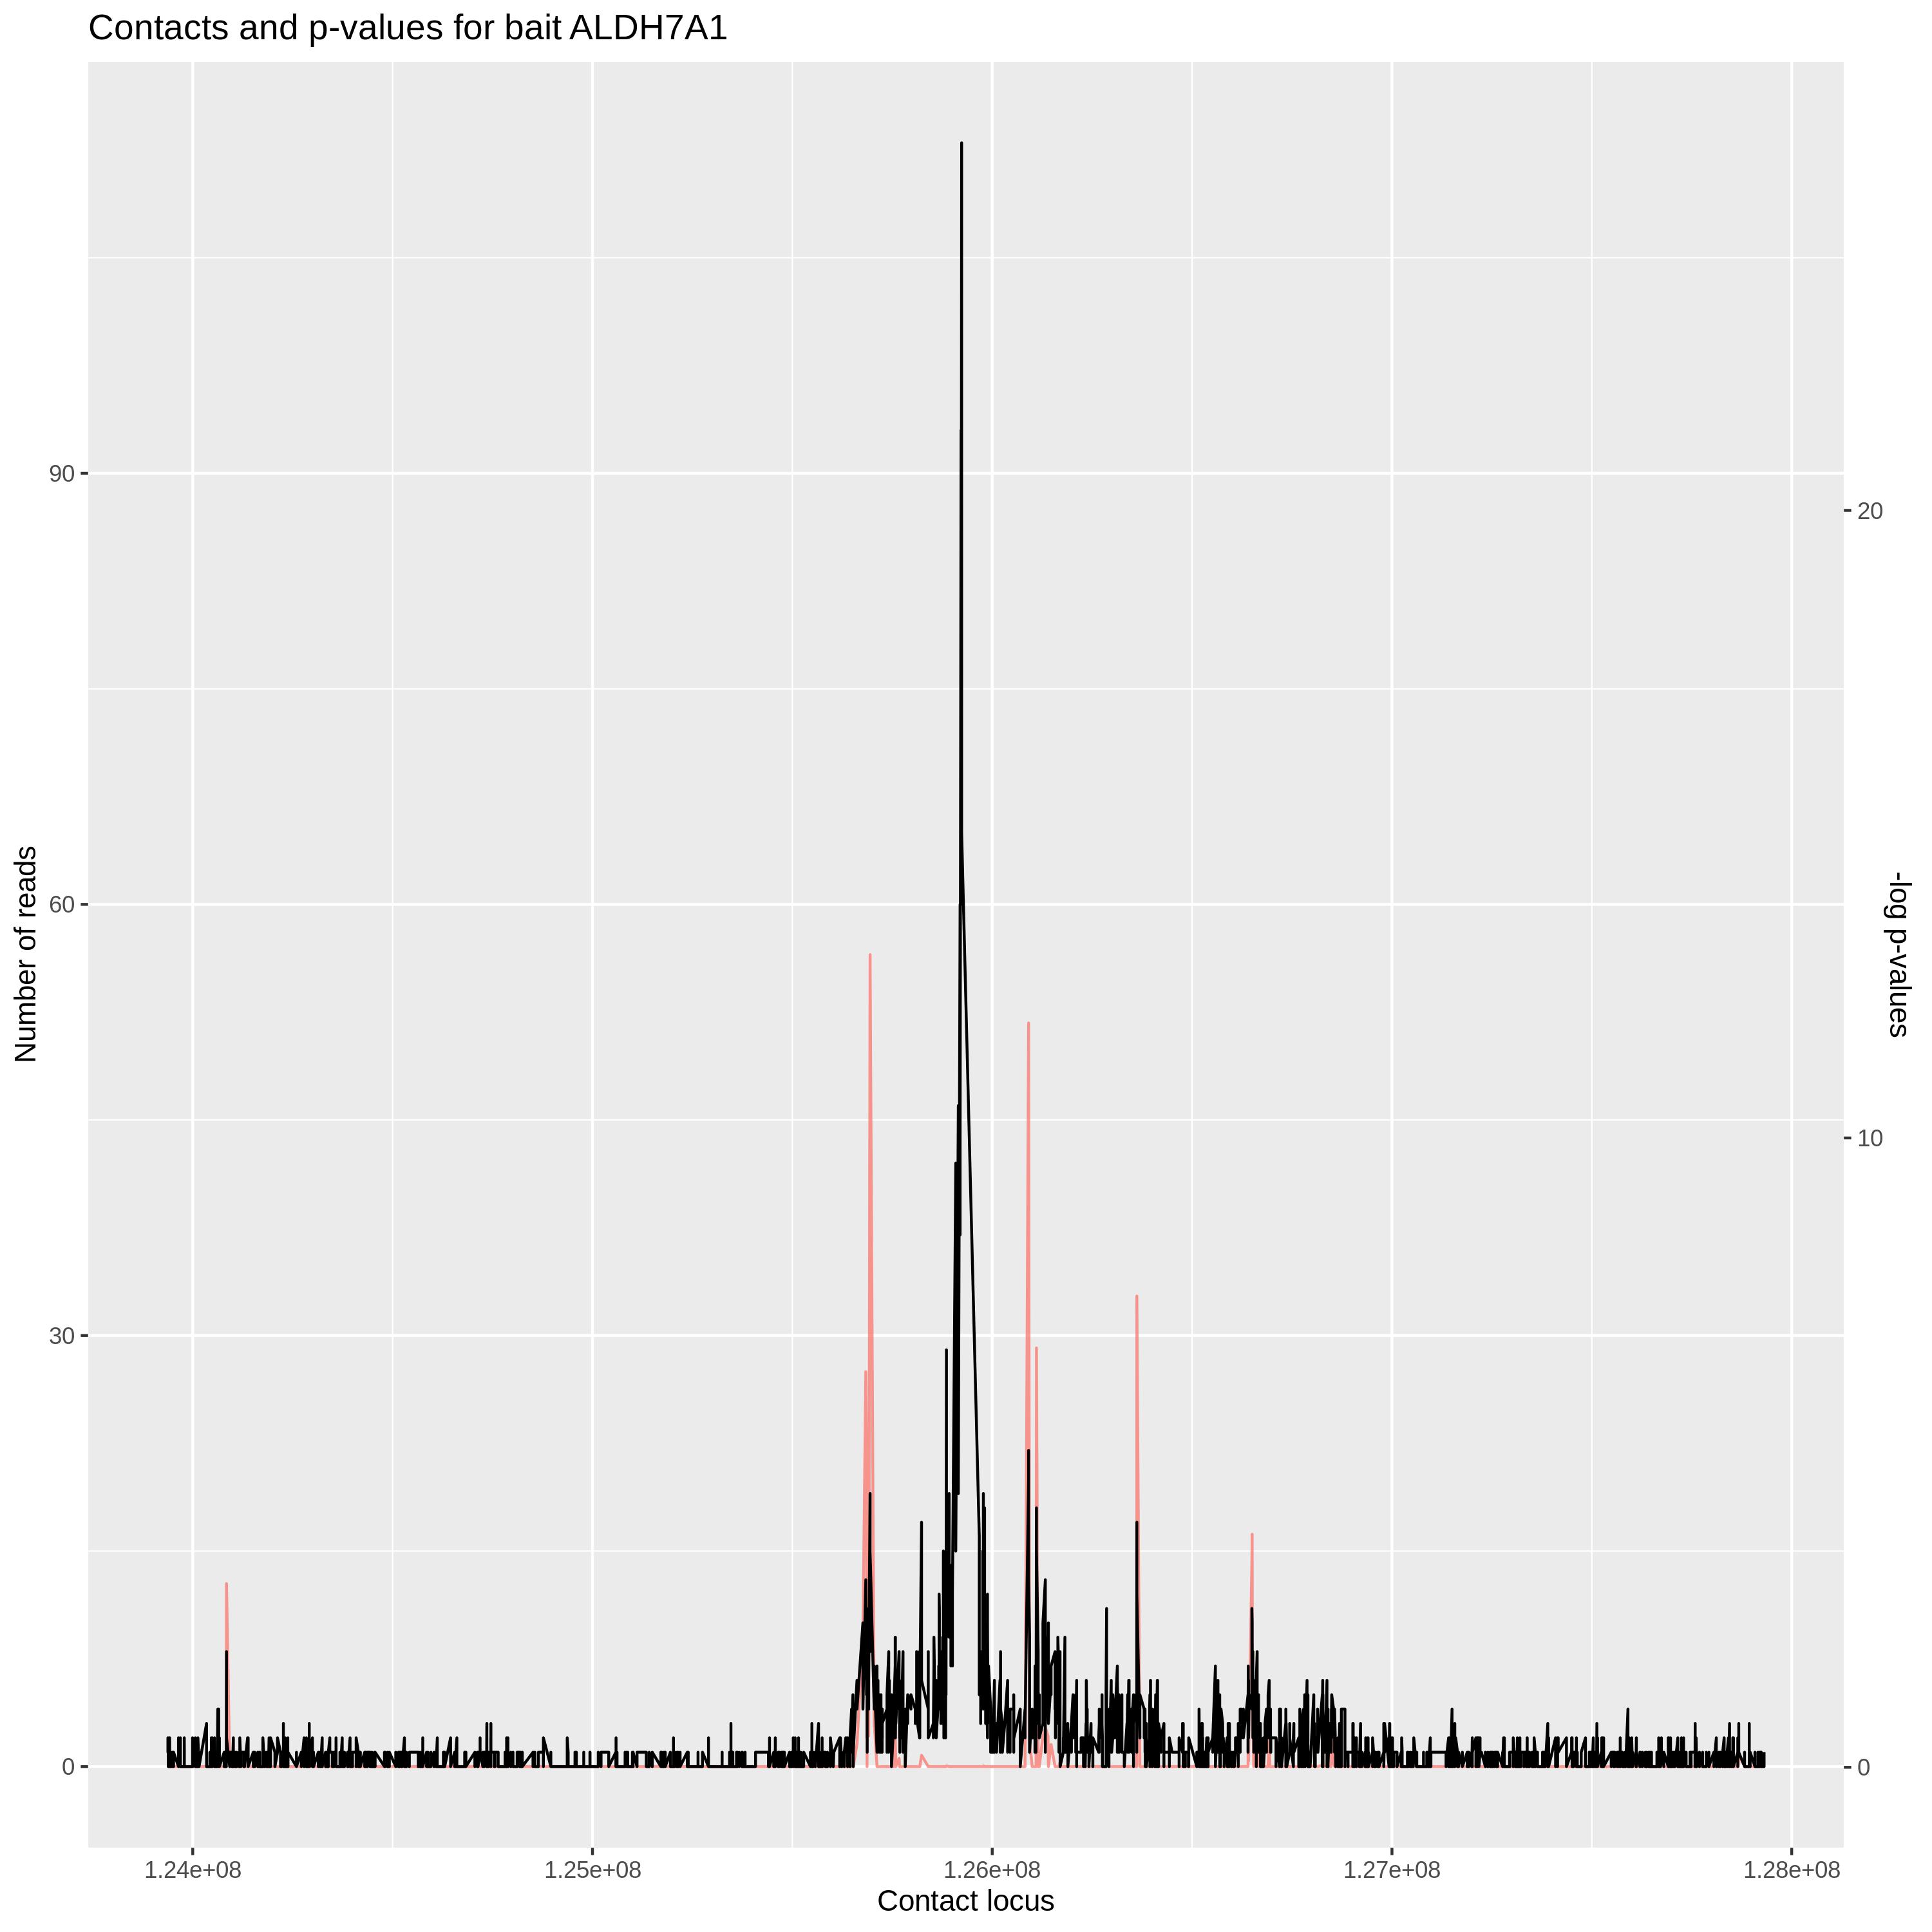 Contacts and p-values for bait ALDH7A1
Number of reads
90
60
30
0
20
10
0
-log p-values
1.24e+08 1.25e+08 1.26e+08 1.27e+08 1.28e+08
Contact locus